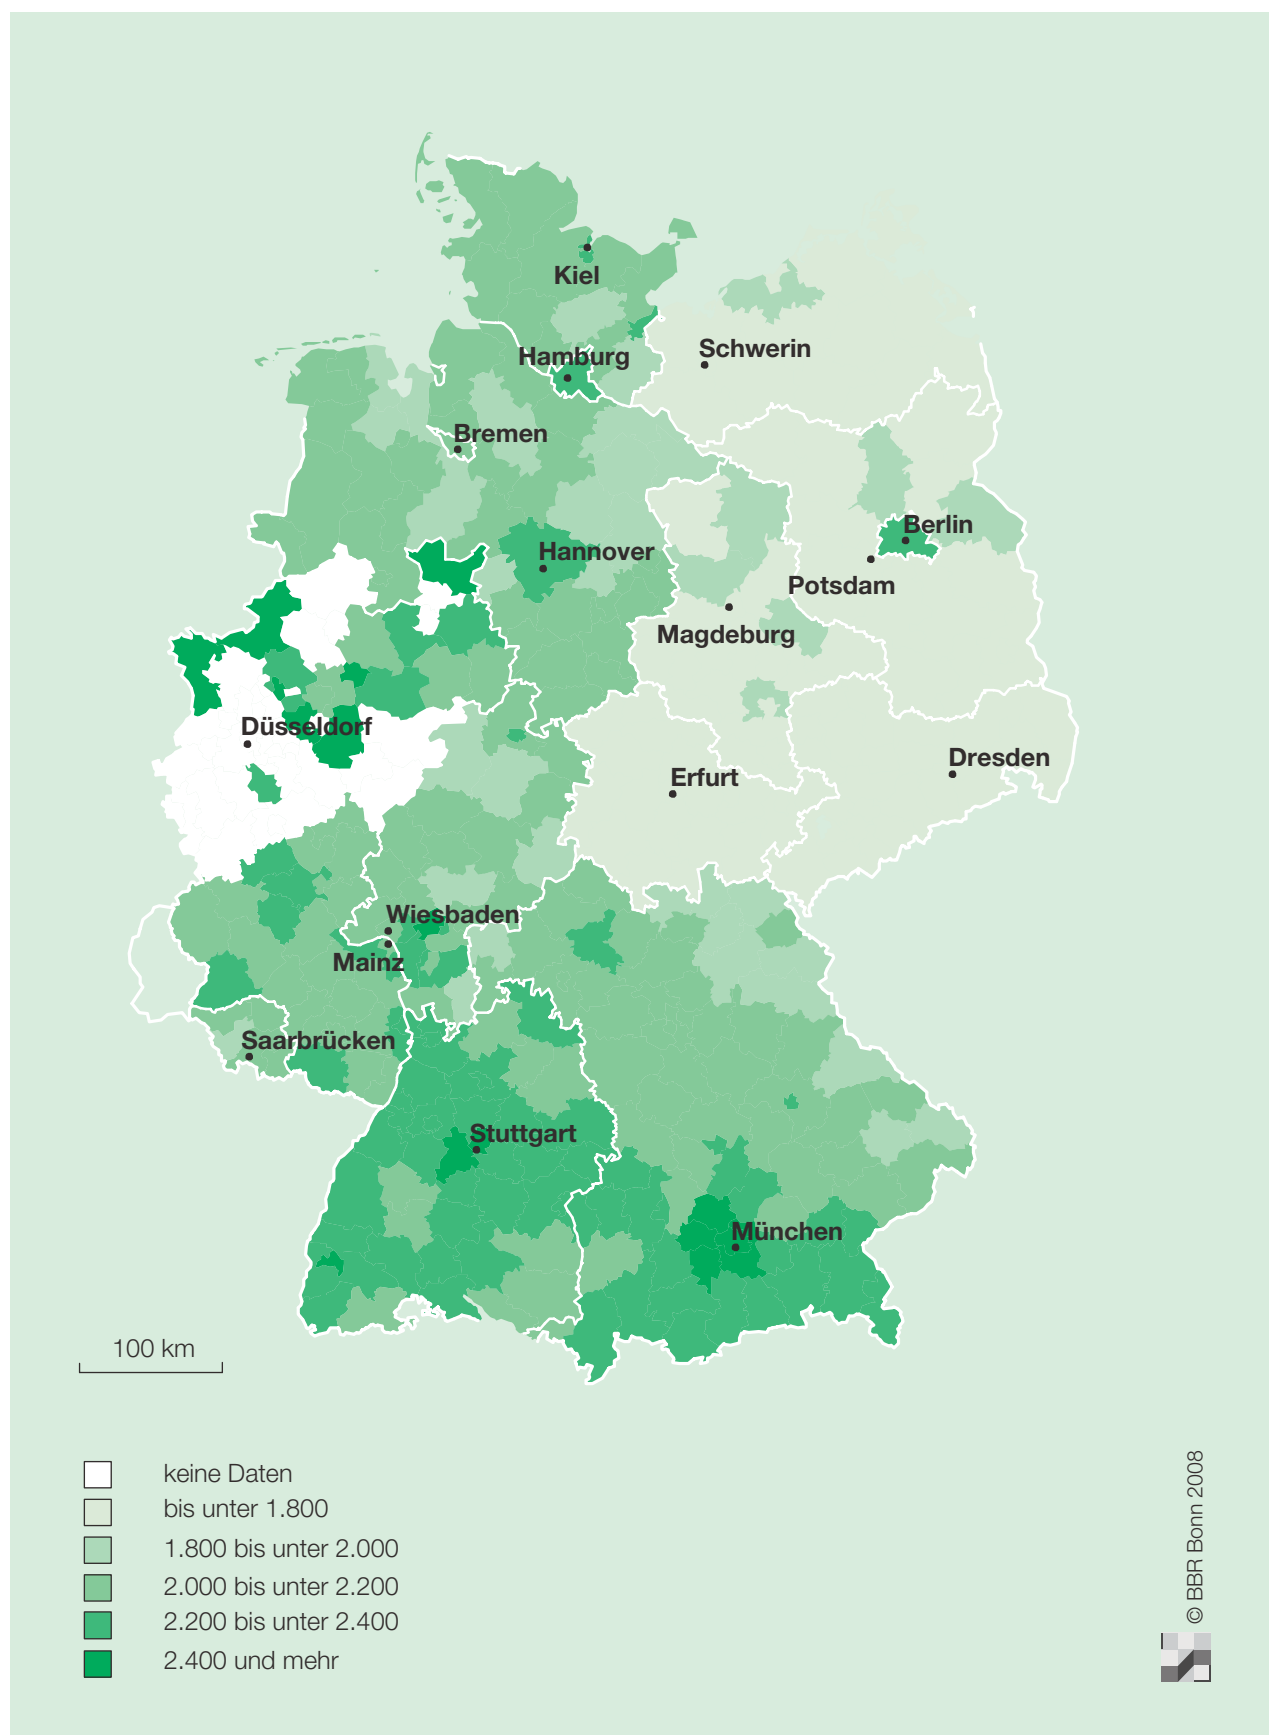 Kiel
Hamburg
Schwerin
Bremen
Berlin
Hannover
Potsdam
Magdeburg
Düsseldorf
Dresden
Erfurt
Wiesbaden
Mainz
Saarbrücken
Stuttgart
München
100 km
keine Daten
bis unter 1.800
1.800 bis unter 2.000
2.000 bis unter 2.200
2.200 bis unter 2.400
2.400 und mehr
© BBR Bonn 2008